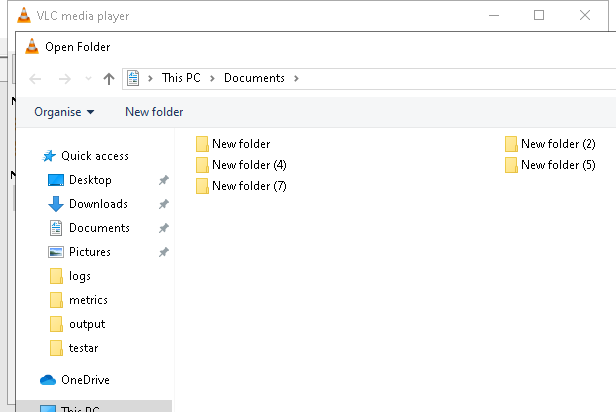 VLC media player
Open Folder
This PC > Documents >
Organise New folder
New folder New folder (2)
New folder (4) New folder (5)
New folder (7)
Quick access
Desktop
Downloads
Documents
Pictures
logs
metrics
output
testar
OneDrive
This PC